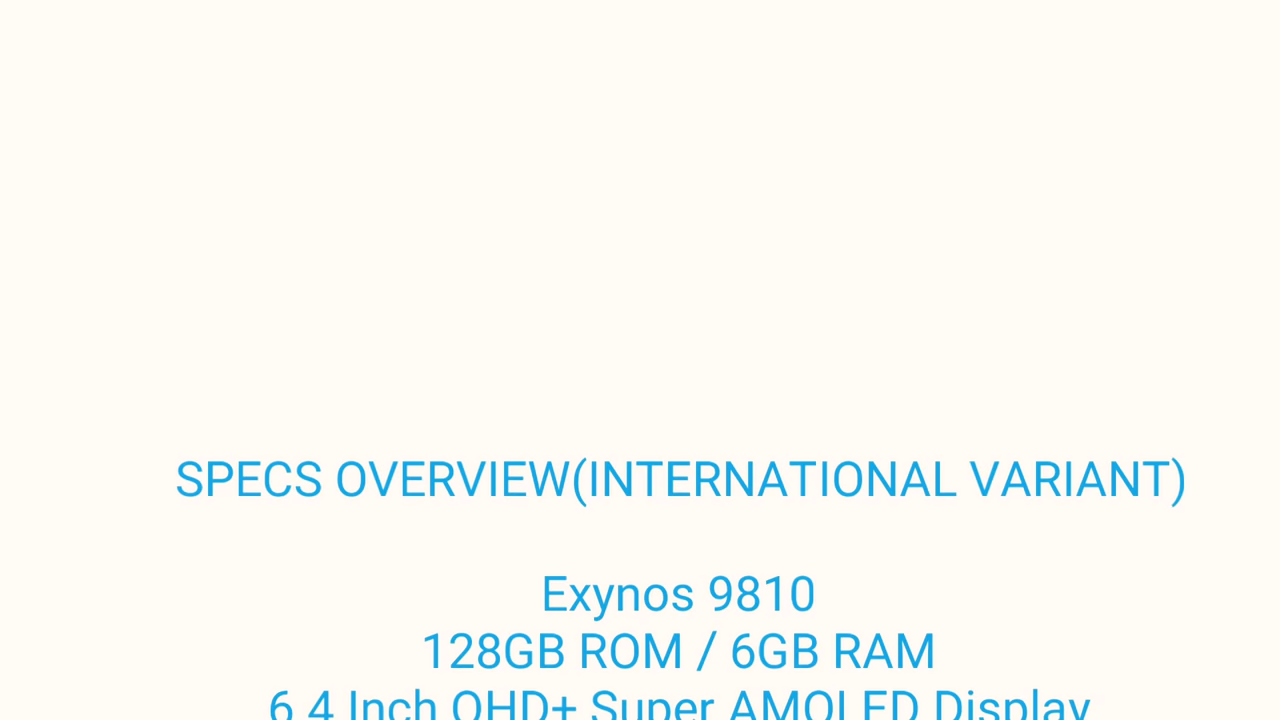 SPECS OVERVIEW(INTERNATIONAL VARIANT)
Exynos 9810
128GB ROM / 6GB RAM
6.4 Inch QHD+ Super AMOLED Display